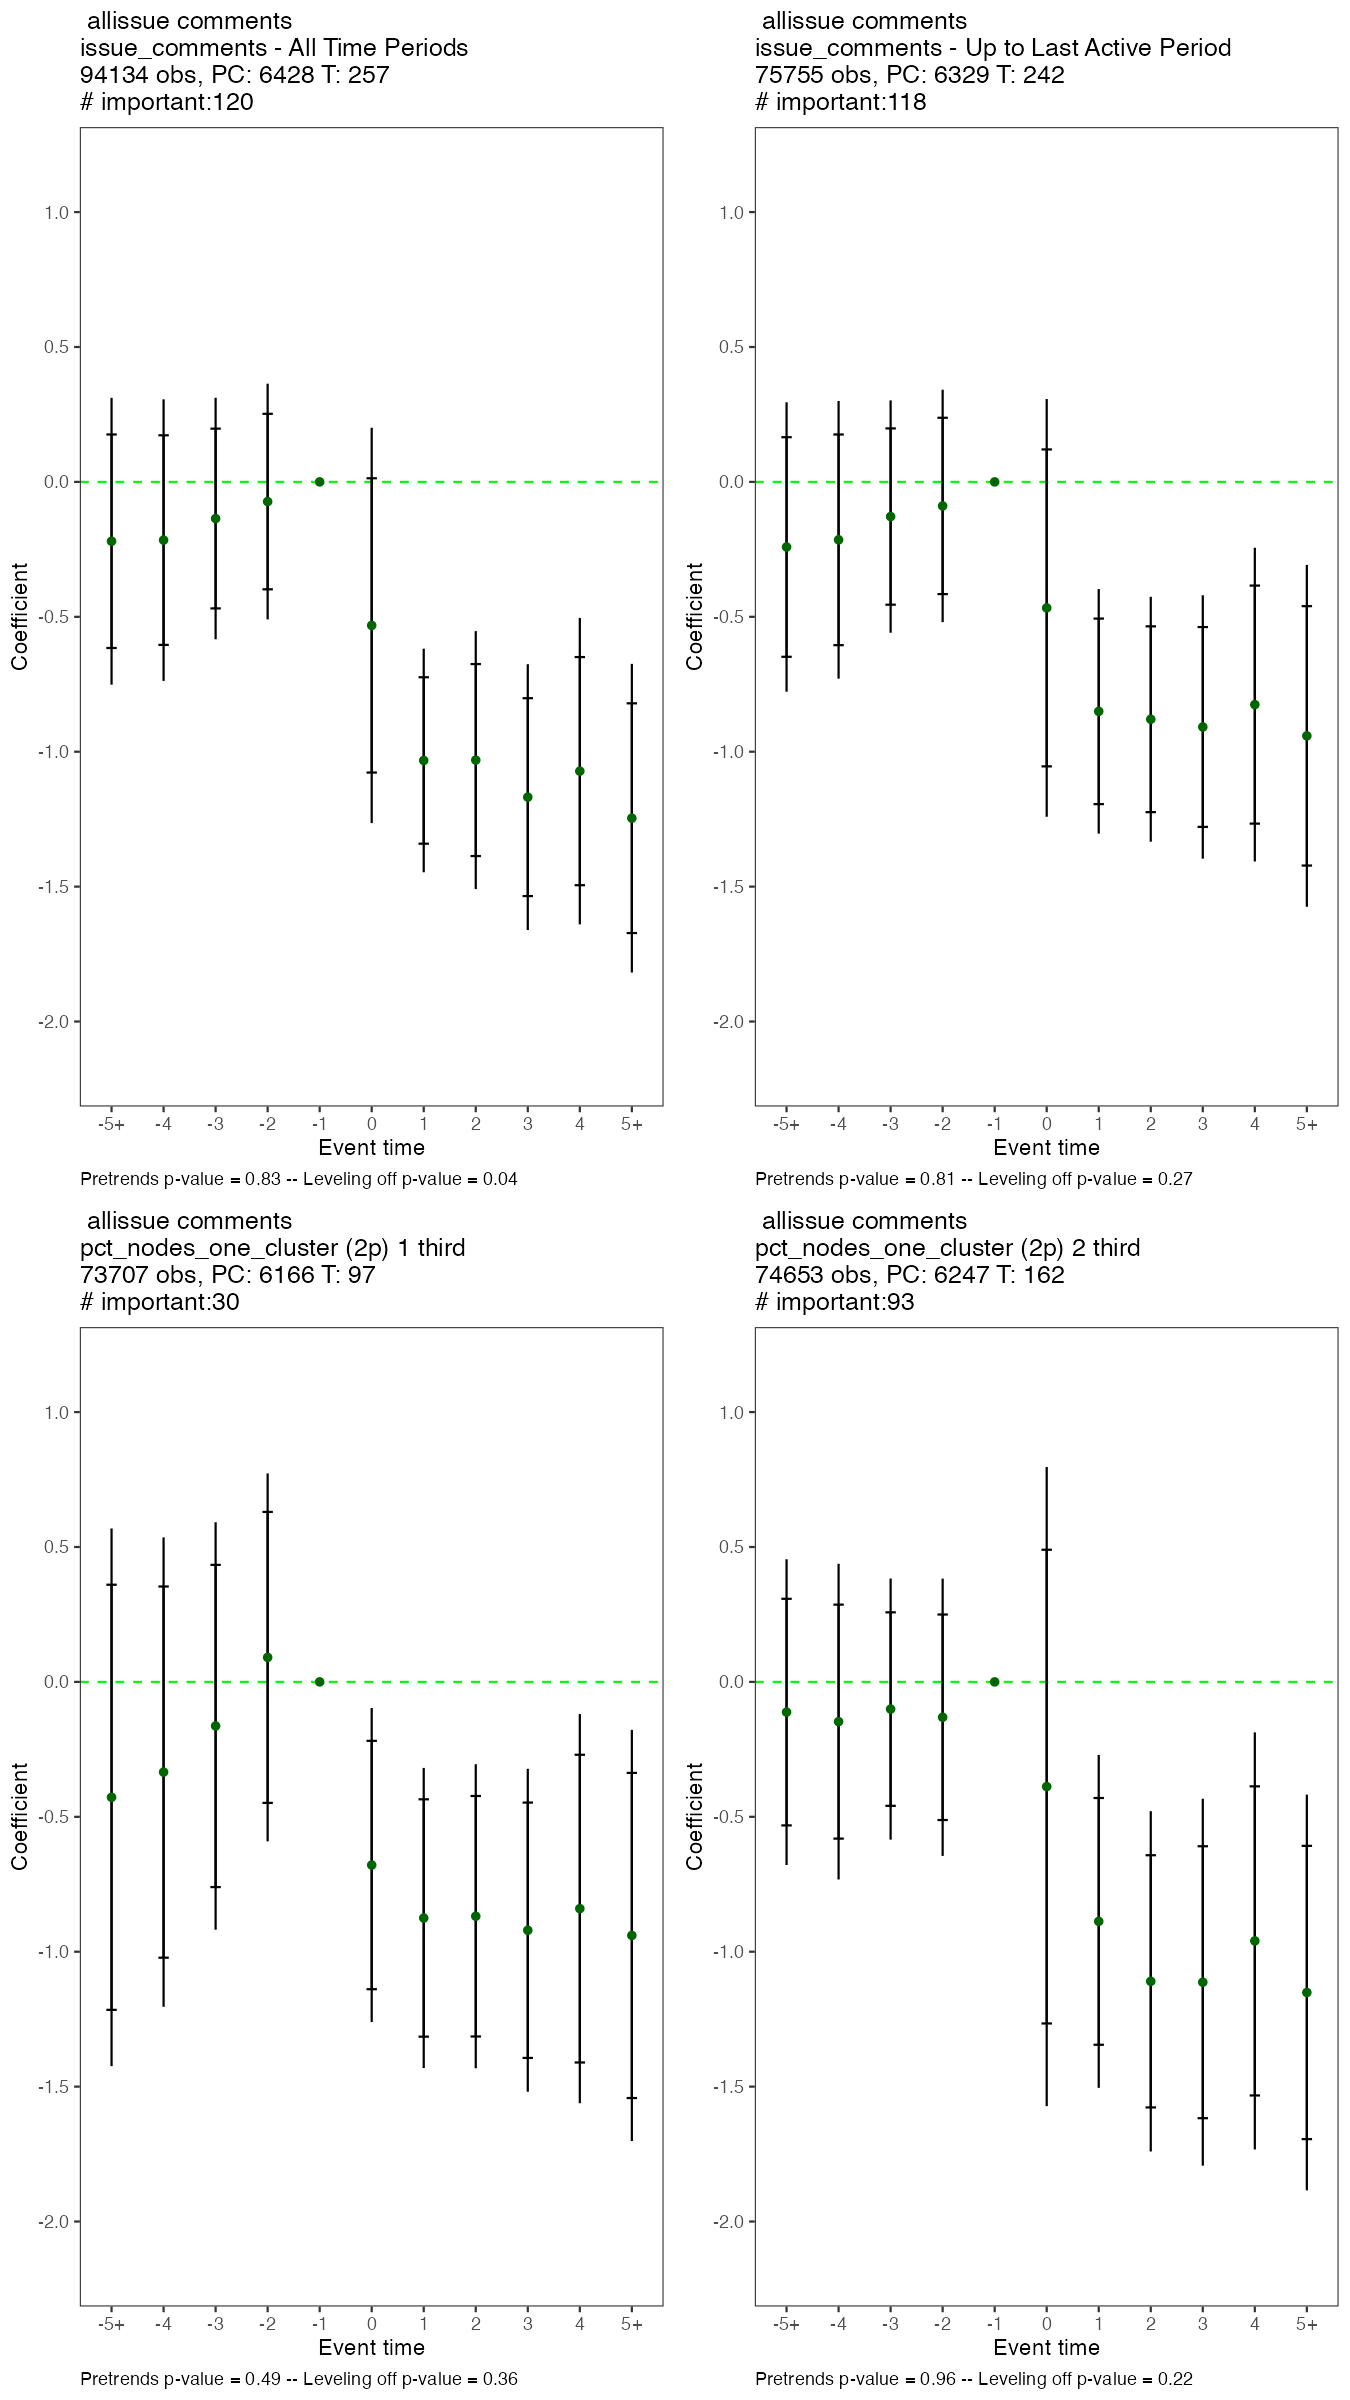 allissue comments
issue_comments - All Time Periods
94134 obs, PC: 6428 T: 257
# important:120
1.0
0.5
0.0
-0.5
-1.0
-1.5
-2.0
Coefficient
-5+ -4 -3 -2 -1 0 1 2 3 4 5+
Event time
Pretrends p-value = 0.83 -- Leveling off p-value = 0.04
allissue comments
issue_comments - Up to Last Active Period
75755 obs, PC: 6329 T: 242
# important:118
1.0
0.5
0.0
-0.5
-1.0
-1.5
-2.0
Coefficient
-5+ -4 -3 -2 -1 0 1 2 3 4 5+
Event time
Pretrends p-value = 0.81 -- Leveling off p-value = 0.27
allissue comments
pct_nodes_one_cluster (2p) 1 third
73707 obs, PC: 6166 T: 97
# important:30
1.0
0.5
0.0
-0.5
-1.0
-1.5
-2.0
Coefficient
-5+ -4 -3 -2 -1 0 1 2 3 4 5+
Event time
Pretrends p-value = 0.49 -- Leveling off p-value = 0.36
allissue comments
pct_nodes_one_cluster (2p) 2 third
74653 obs, PC: 6247 T: 162
# important:93
1.0
0.5
0.0
-0.5
-1.0
-1.5
-2.0
Coefficient
-5+ -4 -3 -2 -1 0 1 2 3 4 5+
Event time
Pretrends p-value = 0.96 -- Leveling off p-value = 0.22